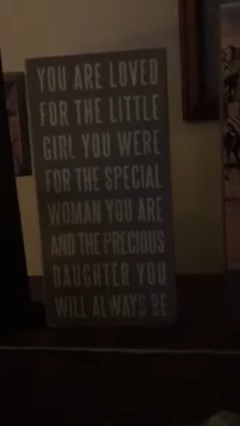 YOU ARE LOVED
FOR THE LITTLE
GIRL YOU WERE
FOR THE SPECIAL
WOMAN YOU ARE
AND THE PRECIOUS
DAUGHTER YOU
WILL ALWAYS BE